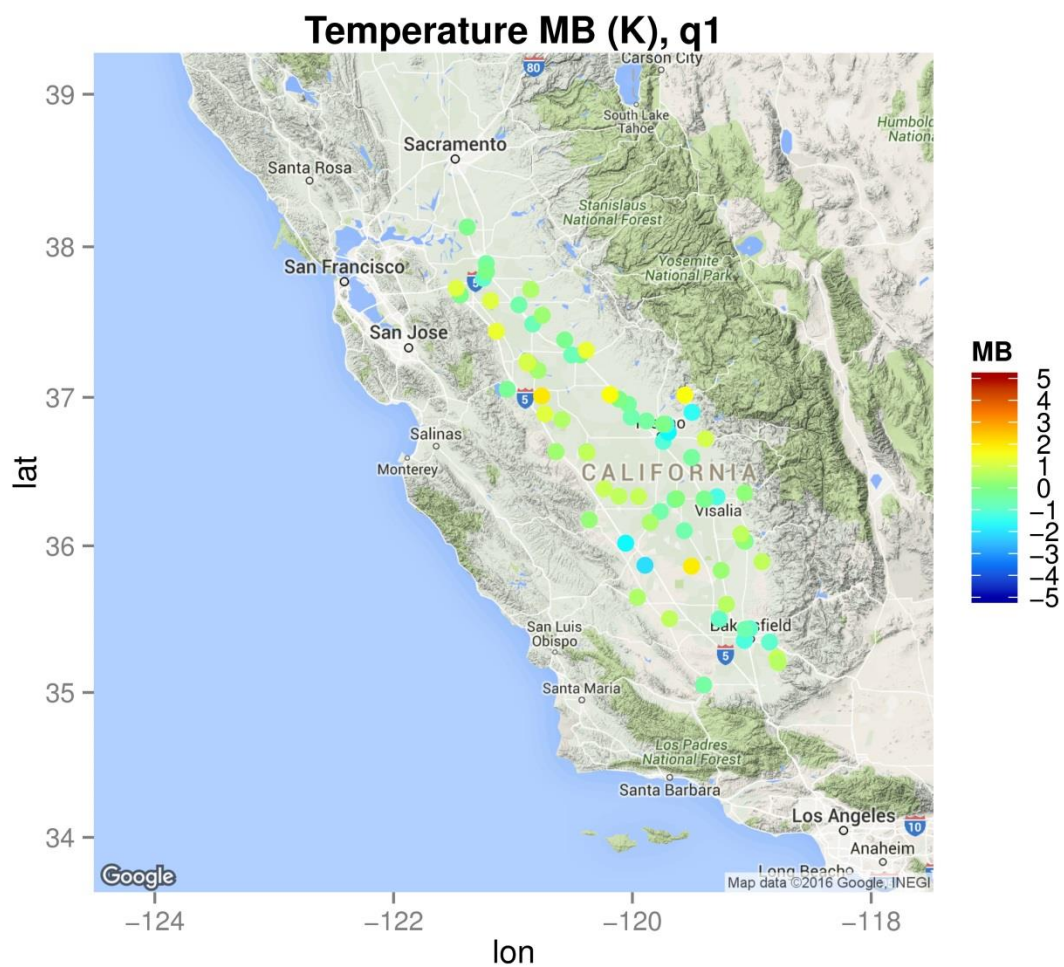 Temperature MB (K), q1
39
38
37
36
35
34
lat
−124
−122
−120
−118
lon
80
Carson City
South Lake
Tahoe
Humbol
Nationa
Sacramento
Santa Rosa
Stanislaus
National Forest
San Francisco
5
Yosemite
National Park
San Jose
5
Salinas
Monterey
CALIFORNIA
Visalia
Bakersfield
San Luis
Obispo
5
Santa Maria
Los Padres
National Forest
Santa Barbara
Los Angeles
10
Anaheim
Long Beach
Google
Map data ©2016 Google, INEGI
MB
5
4
3
2
1
0
−1
−2
−3
−4
−5